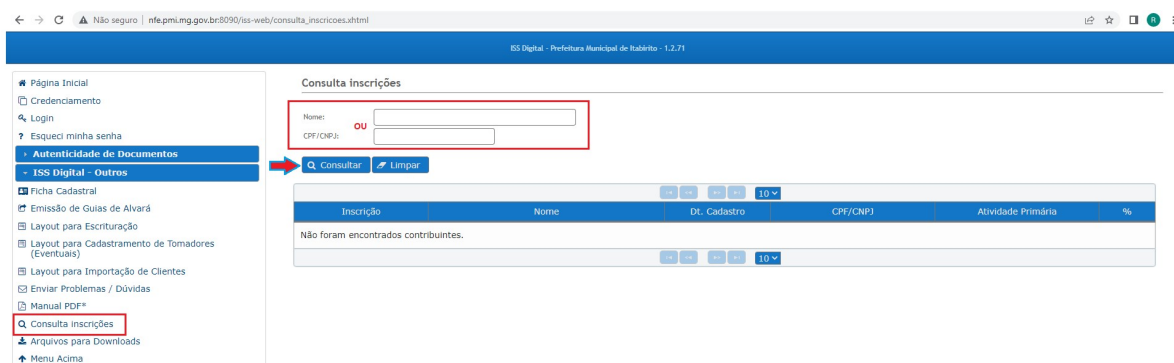 Não seguro | nfe.pmi.mg.gov.br:8090/iss-web/consulta_inscricoes.xhtml
R
ISS Digital - Prefeitura Municipal de Itabirito - 1.2.71
Página Inicial
Credenciamento
Login
? Esqueci minha senha
Autenticidade de Documentos
ISS Digital - Outros
Ficha Cadastral
Emissão de Guias de Alvará
Layout para Escrituração
Layout para Cadastramento de Tomadores
(Eventuais)
Layout para Importação de Clientes
Enviar Problemas / Dúvidas
Manual PDF*
Consulta inscrições
Arquivos para Downloads
Menu Acima
Consulta inscrições
Nome:
OU
CPF/CNPJ:
Consultar Limpar
10
Inscrição Nome Dt. Cadastro CPF/CNPJ Atividade Primária %
Não foram encontrados contribuintes.
10